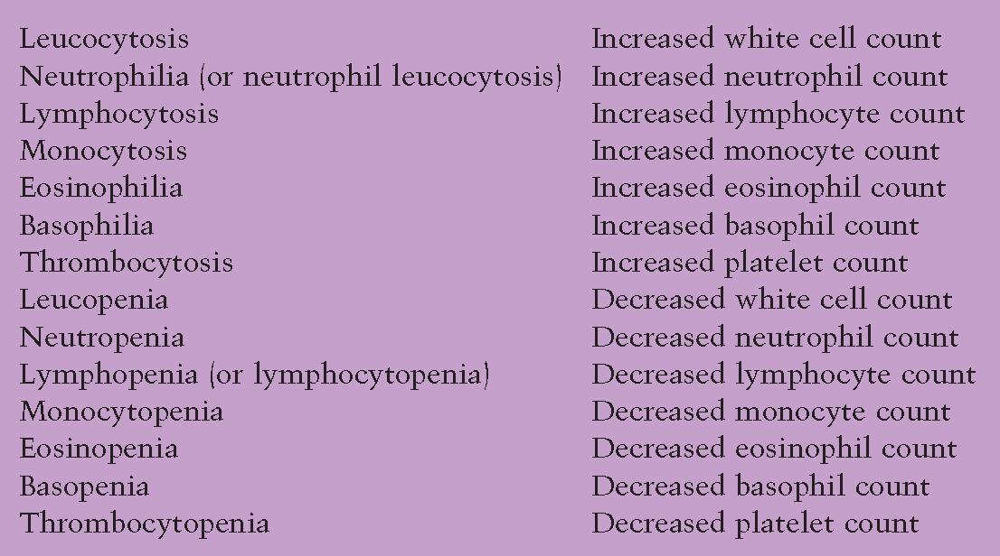 Leucocytosis Increased white cell count
Neutrophilia (or neutrophil leucocytosis) Increased neutrophil count
Lymphocytosis Increased lymphocyte count
Monocytosis Increased monocyte count
Eosinophilia Increased eosinophil count
Basophilia Increased basophil count
Thrombocytosis Increased platelet count
Leucopenia Decreased white cell count
Neutropenia Decreased neutrophil count
Lymphopenia (or lymphocytopenia) Decreased lymphocyte count
Monocytopenia Decreased monocyte count
Eosinopenia Decreased eosinophil count
Basopenia Decreased basophil count
Thrombocytopenia Decreased platelet count